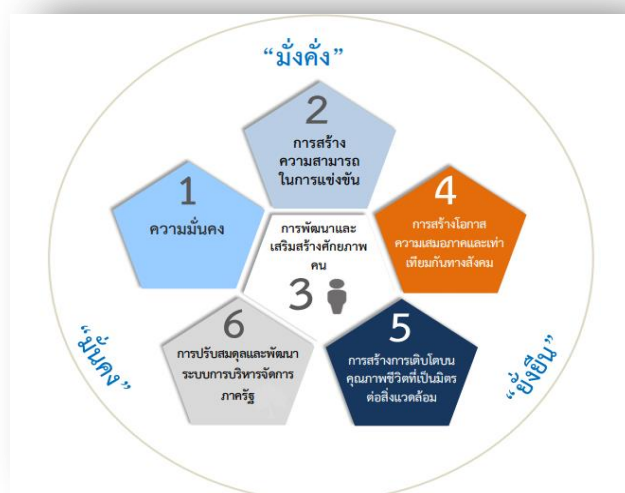 “มั่งคั่ง”
2
การสร้าง
ความสามารถ
ในการแข่งขัน
1
ความมั่นคง
4
การสร้างโอกาส
ความเสมอภาคและเท่า
เทียมกันทางสังคม
การพัฒนาและ
เสริมสร้างศักยภาพ
คน
3
6
การปรับสมดุลและพัฒนา
ระบบการบริหารจัดการ
ภาครัฐ
5
การสร้างการเติบโตบน
คุณภาพชีวิตที่เป็นมิตร
ต่อสิ่งแวดล้อม
“มั่นคง”
“ยั่งยืน”